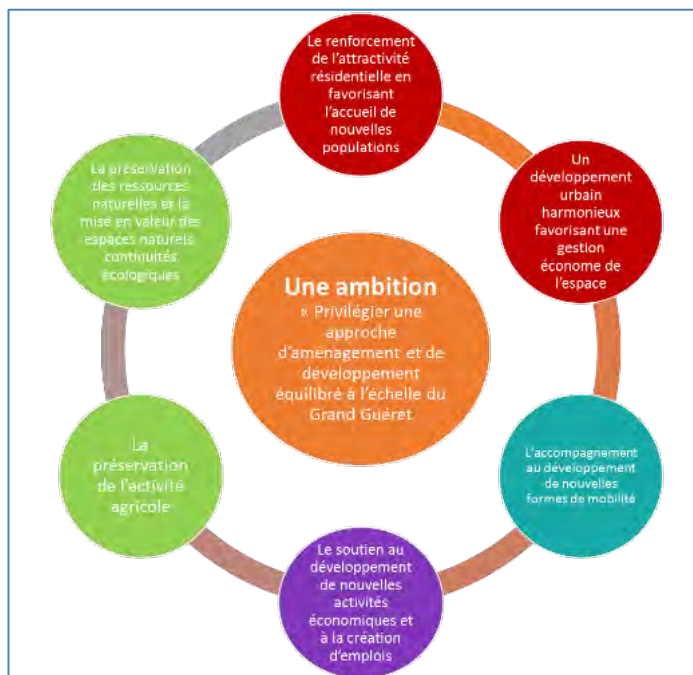 Le renforcement
de l'attractivité
résidentielle en
favorisant
l'accueil de
nouvelles
populations
Un
développement
urbain
harmonieux
favorisant une
gestion
économe de
l'espace
L'accompagnement
au développement
de nouvelles
formes de mobilité
Le soutien au
développement
de nouvelles
activités
économiques et
à la création
d'emplois
La
préservation
de l'activité
agricole
La préservation
des ressources
naturelles et la
mise en valeur des
espaces naturels,
continuités
écologiques
Une ambition
« Privilégier une
approche
d'aménagement et de
développement
équilibré à l'échelle du
Grand Guéret